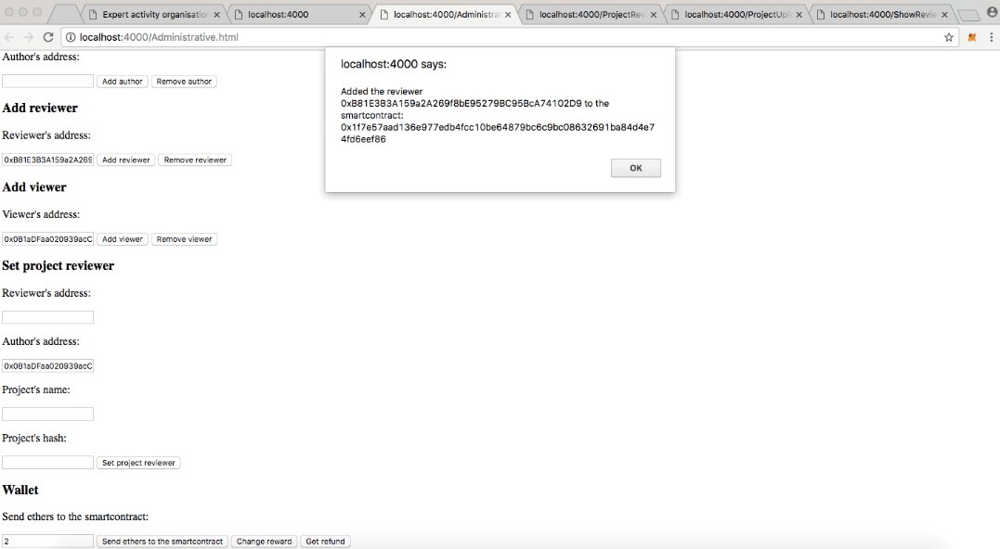 Expert activity organisation
localhost:4000
localhost:4000/Administrat
localhost:4000/ProjectRev
localhost:4000/ProjectUpl
localhost:4000/ShowRevie
localhost:4000/Administrative.html
Author's address:
Add author Remove author
Add reviewer
Reviewer's address:
0xB81E3B3A159a2A269 Add reviewer Remove reviewer
Add viewer
Viewer's address:
0x0B1aDFaa020939acC Add viewer Remove viewer
Set project reviewer
Reviewer's address:
Author's address:
0x0B1aDFaa020939acC
Project's name:
Project's hash:
Set project reviewer
Wallet
Send ethers to the smartcontract:
2 Send ethers to the smartcontract Change reward Get refund
localhost:4000 says:
Added the reviewer
0xB81E3B3A159a2A269f8bE95279BC95BcA74102D9 to the
smartcontract:
0x1f7e57aad136e977edb4fcc10be64879bc6c9bc08632691ba84d4e7
4fd6eef86
OK